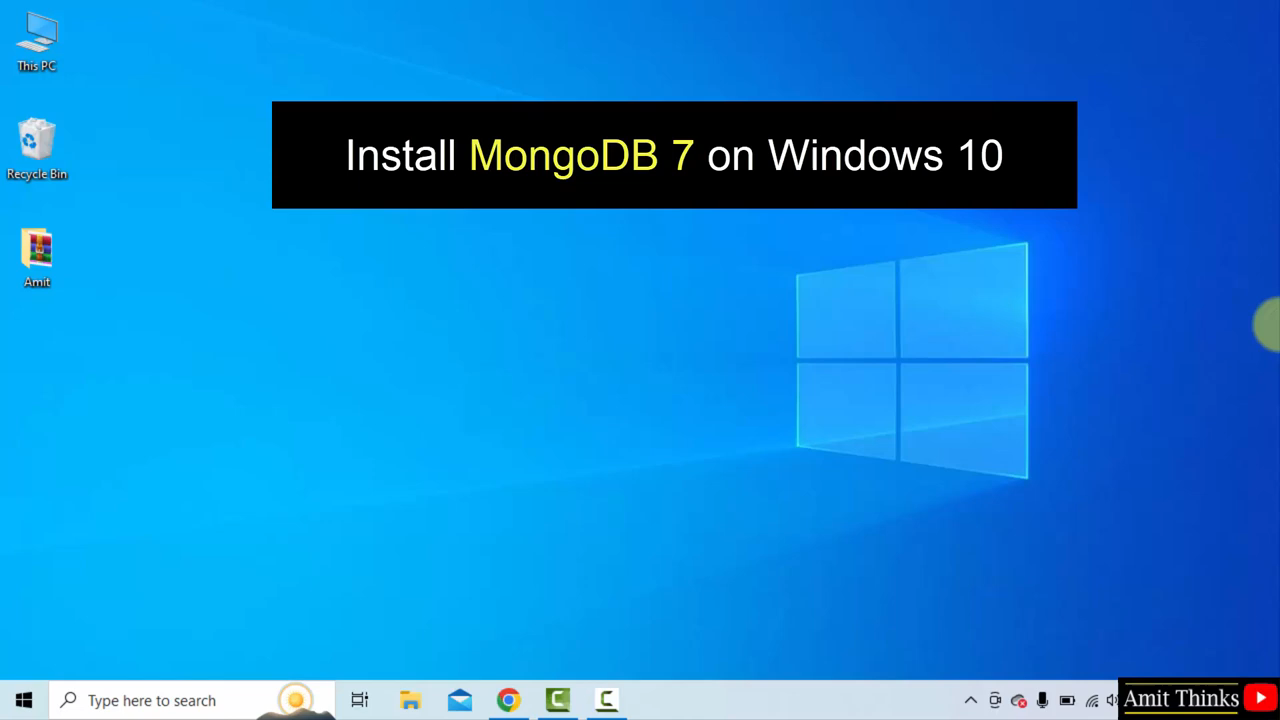 This PC
Install MongoDB 7 on Windows 10
Recycle Bin
Amit
Type here to search
Amit Thinks